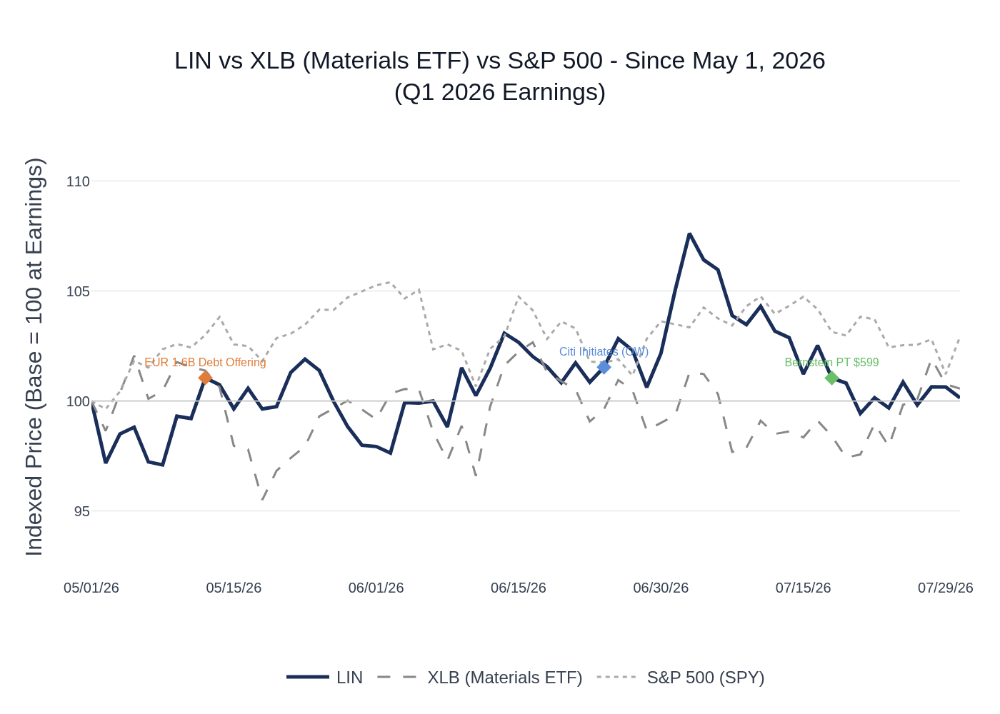 LIN vs XLB (Materials ETF) vs S&P 500 - Since May 1, 2026
(Q1 2026 Earnings)
Indexed Price (Base = 100 at Earnings)
110
105
100
95
EUR 1.6B Debt Offering
Citi Initiates (OW)
Bernstein PT $599
05/01/26
05/15/26
06/01/26
06/15/26
06/30/26
07/15/26
07/29/26
LIN
XLB (Materials ETF)
S&P 500 (SPY)